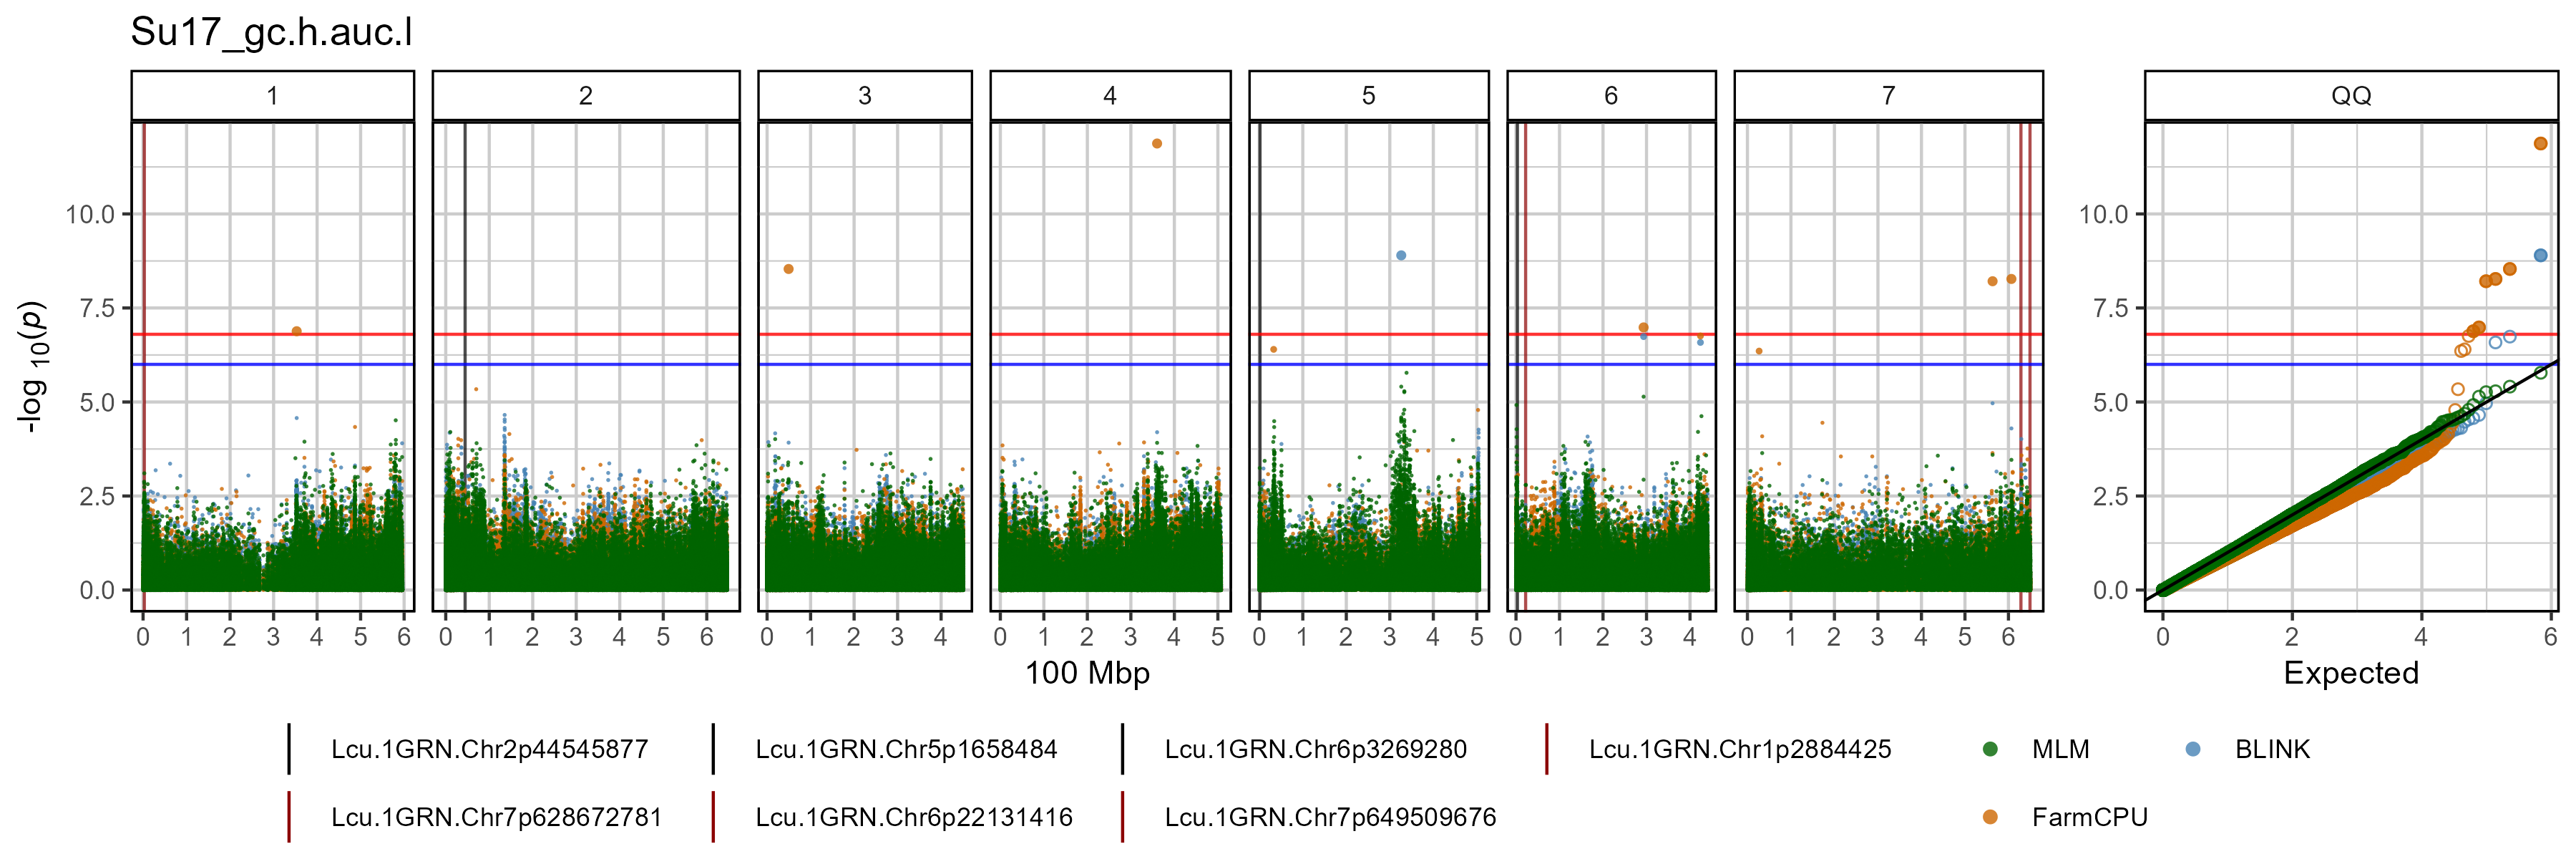 Su17_gc.h.auc.l
1 2 3 4 5 6 7 QQ
-log 10(p)
10.0
7.5
5.0
2.5
0.0
10.0
7.5
5.0
2.5
0.0
0 1 2 3 4 5 6 0 1 2 3 4 5 6 0 1 2 3 4 0 1 2 3 4 5 0 1 2 3 4 5 0 1 2 3 4 0 1 2 3 4 5 6 0 2 4 6
100 Mbp Expected
Lcu.1GRN.Chr2p44545877 Lcu.1GRN.Chr5p1658484 Lcu.1GRN.Chr6p3269280 Lcu.1GRN.Chr1p2884425 MLM BLINK
Lcu.1GRN.Chr7p628672781 Lcu.1GRN.Chr6p22131416 Lcu.1GRN.Chr7p649509676 FarmCPU